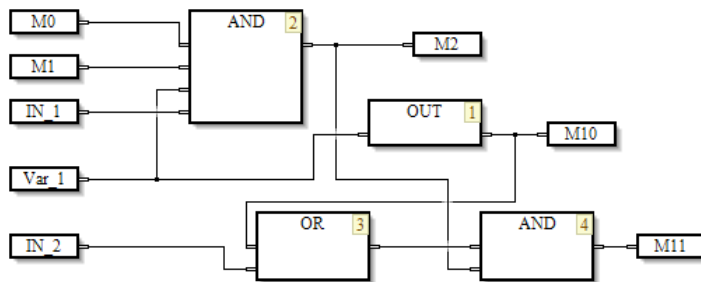 M0
AND 2
M2
M1
IN_1
OUT 1
M10
Var_1
OR 3
AND 4
IN_2
M11